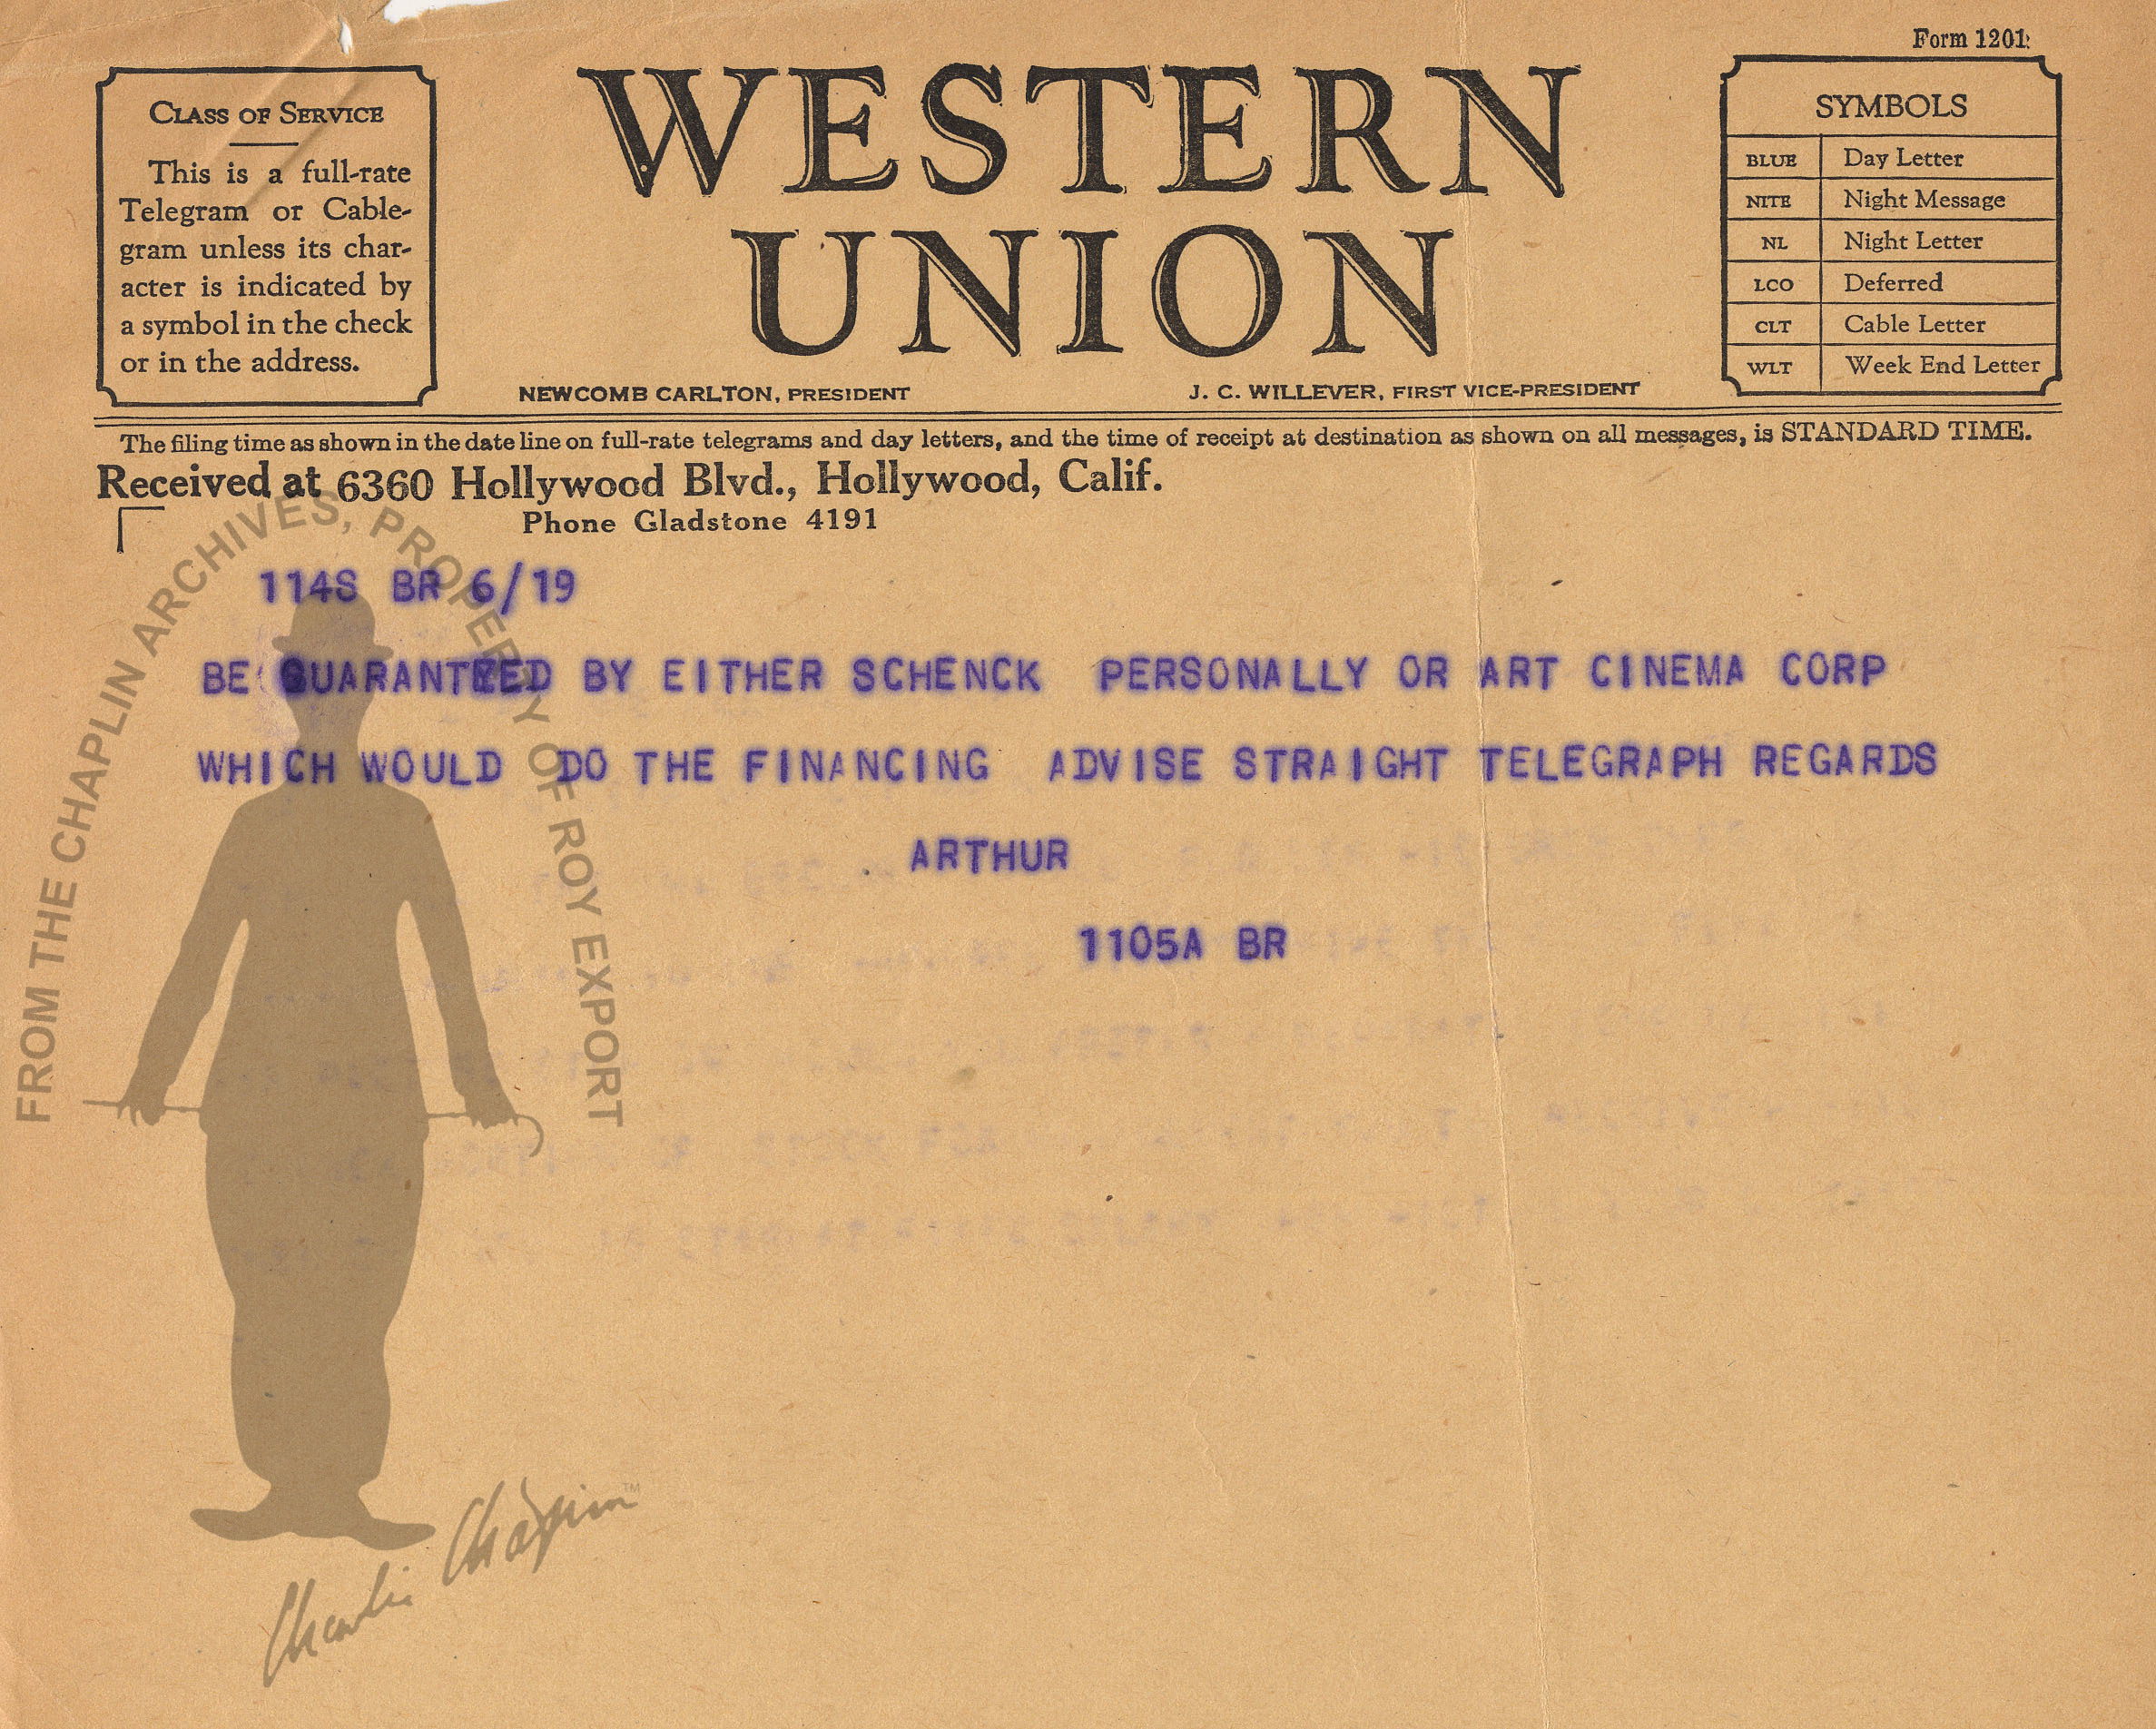 Form 1201
CLASS OF SERVICE
This is a full-rate
Telegram or Cable-
gram unless its char-
acter is indicated by
a symbol in the check
or in the address.
WESTERN
UNION
NEWCOMB CARLTON, PRESIDENT
J. C. WILLEVER, FIRST VICE-PRESIDENT
SYMBOLS
BLUE Day Letter
NITE Night Message
NL Night Letter
LCO Deferred
CLT Cable Letter
WLT Week End Letter
The filing time as shown in the date line on full-rate telegrams and day letters, and the time of receipt at destination as shown on all messages, is STANDARD TIME.
Received at 6360 Hollywood Blvd., Hollywood, Calif.
Phone Gladstone 4191
114S BR 6/19
BE GUARANTEED BY EITHER SCHENCK PERSONALLY OR ART CINEMA CORP
WHICH WOULD DO THE FINANCING ADVISE STRAIGHT TELEGRAPH REGARDS
ARTHUR
1105A BR
FROM THE CHAPLIN ARCHIVES, PROPERTY OF ROY EXPORT
Charlie Chaplin™